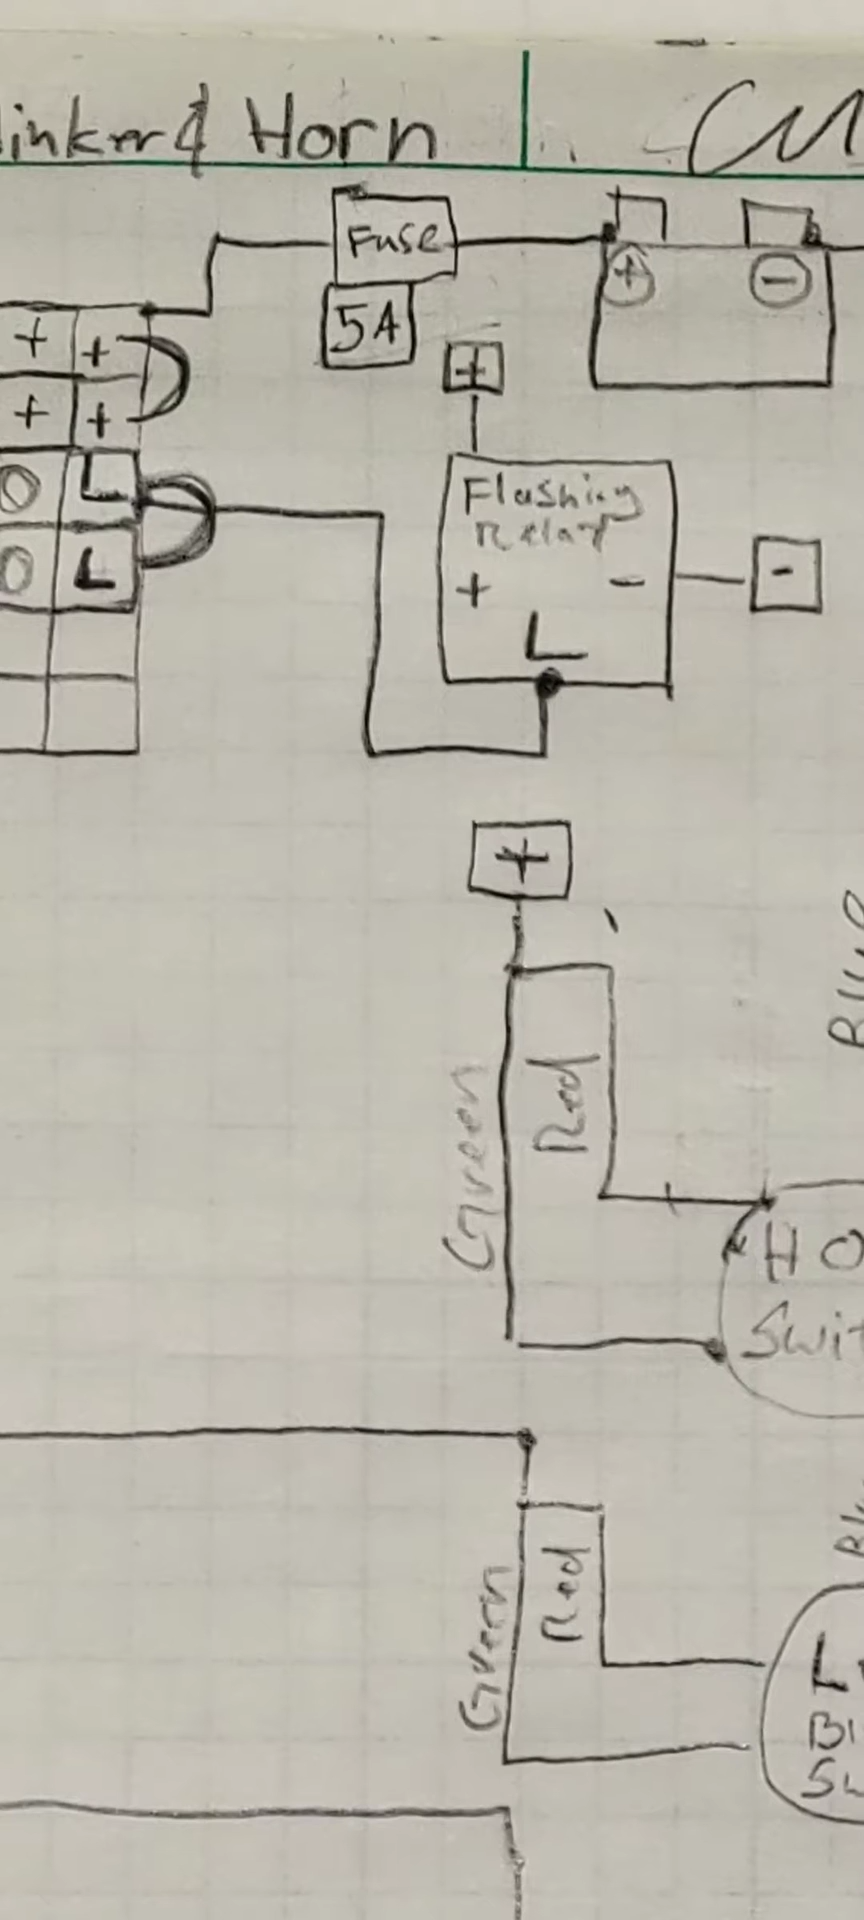 & Horn
Fuse
+ -
5A
+ +
+
+ +
L
Flashing
Relay
-
+ -
L
L
+
Green
Red
Green
Red